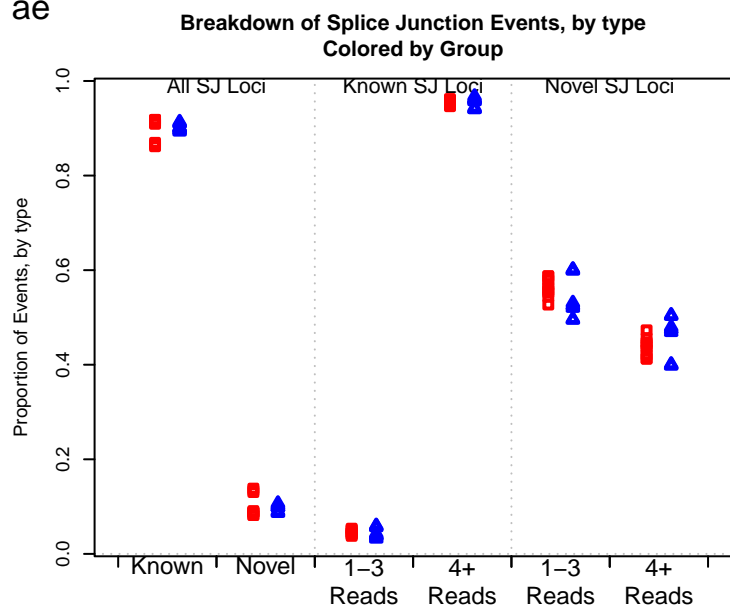 ae
Breakdown of Splice Junction Events, by type
Colored by Group
All SJ Loci
Known SJ Loci
Novel SJ Loci
Proportion of Events, by type
1.0
0.8
0.6
0.4
0.2
0.0
Known
Novel
1−3
Reads
4+
Reads
1−3
Reads
4+
Reads